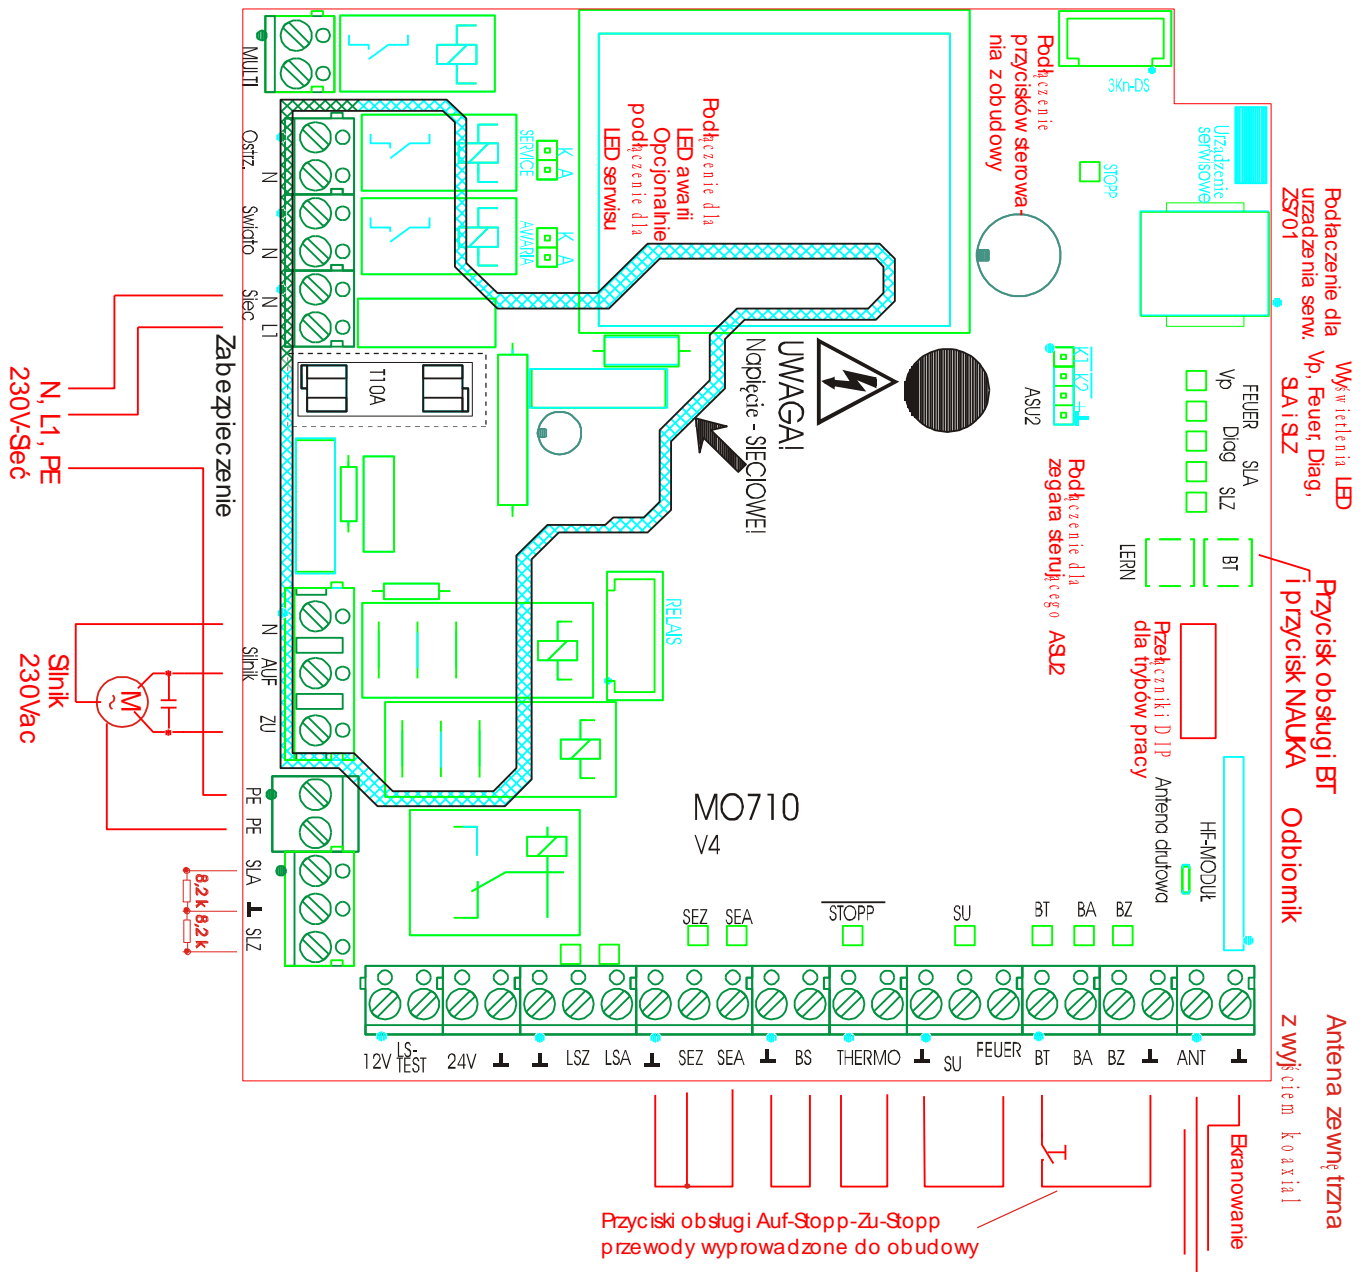 MULTI
Ostrz.
N
Swiato
N
N
Siec
L1
Zabezpieczenie
N, L1, PE
230V-Sieć
T10A
K A
SERVICE
K A
AWARIA
Podłączenie dla
LED awarii
Opcjonalnie
podłączenie dla
LED serwisu
Podłączenie
przycisków sterowa-
nia z obudowy
3Kn-DS
Urządzenie
serwisowe
STOPP
Podłaczenie dla
urzadzenia serw.
ZS701
Wyświetlenia LED
Vp, Feuer, Diag,
SLA i SLZ
FEUER SLA
Vp Diag SLZ
UWAGA!
Napięcie - SIECIOWE!
K1 K2 ⊥ +
ASU2
Podłączenie dla
zegara sterującego ASU2
LERN
BT
Przycisk obsługi BT
i przycisk NAUKA
Przełączniki DIP
dla trybów pracy
RELAIS
N
Silnik
AUF
ZU
Silnik
230Vac
M
~
PE
PE
SLA
SLZ
8,2 k
8,2 k
MO710
V4
Antena drutowa
HF-MODUŁ
Odbiornik
SEZ SEA STOPP SU BT BA BZ
12V LS-TEST 24V LSZ LSA SEZ SEA BS THERMO SU FEUER BT BA BZ ANT
Antena zewnętrzna
z wyjściem koaxial
Ekranowanie
Przyciski obsługi Auf-Stopp-Zu-Stopp
przewody wyprowadzone do obudowy